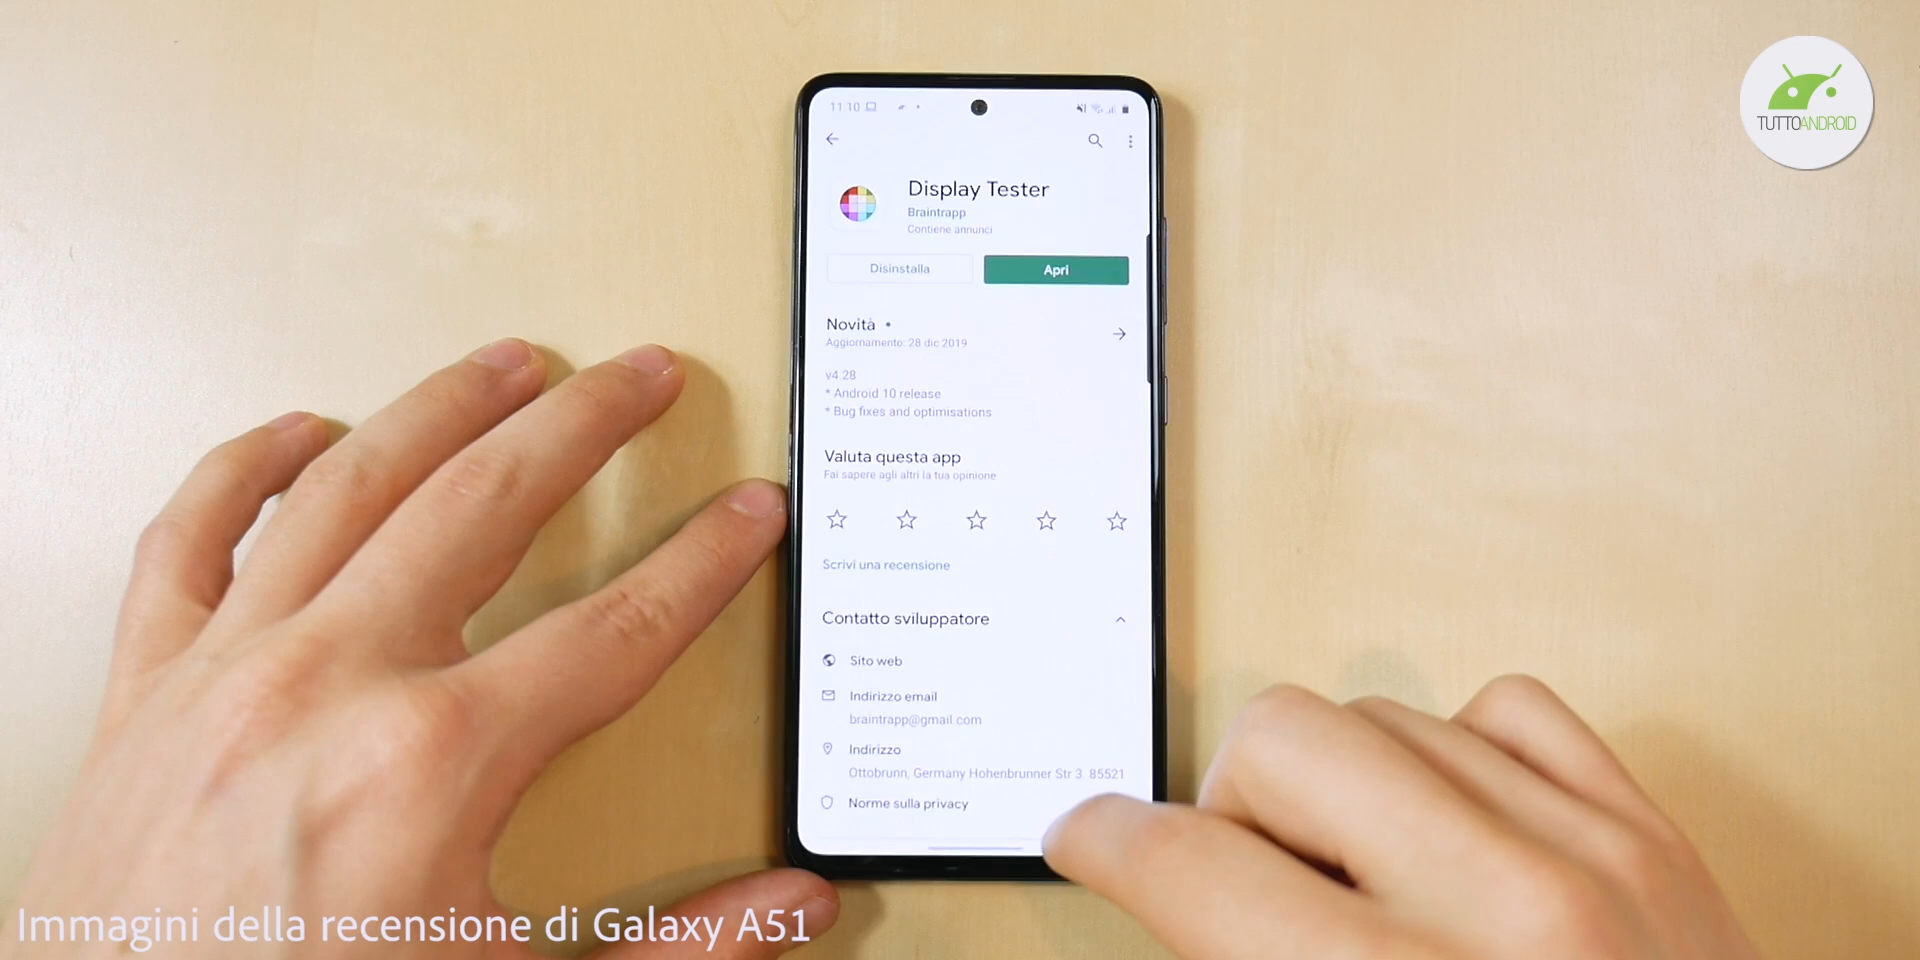 11:10
TUTTOANDROID
Display Tester
Braintrapp
Contiene annunci
Disinstalla
Apri
Novità •
Aggiornamento: 28 dic 2019
v4.28
* Android 10 release
* Bug fixes and optimisations
Valuta questa app
Fai sapere agli altri la tua opinione
Scrivi una recensione
Contatto sviluppatore
Sito web
Indirizzo email
braintrapp@gmail.com
Indirizzo
Ottobrunn, Germany Hohenbrunner Str 3. 85521
Norme sulla privacy
Immagini della recensione di Galaxy A51